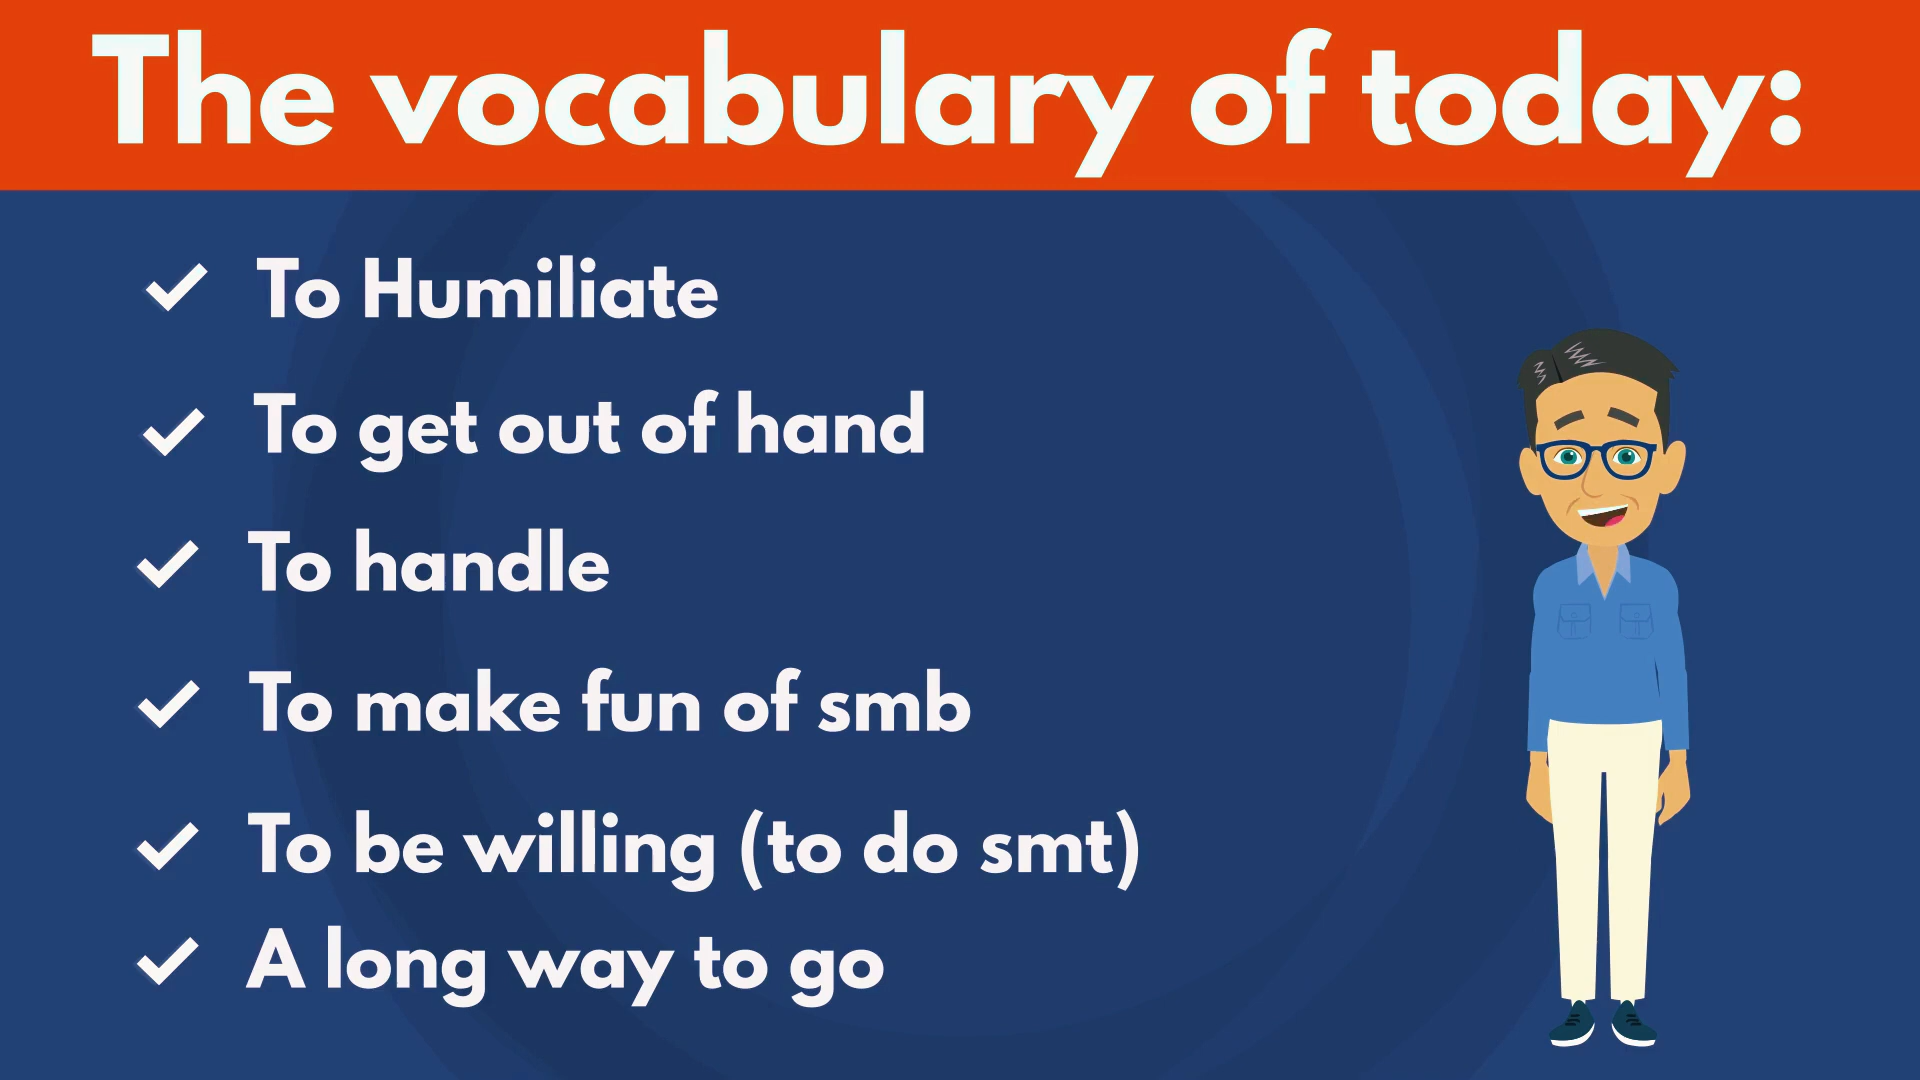 The vocabulary of today:
To Humiliate
To get out of hand
To handle
To make fun of smb
To be willing (to do smt)
A long way to go